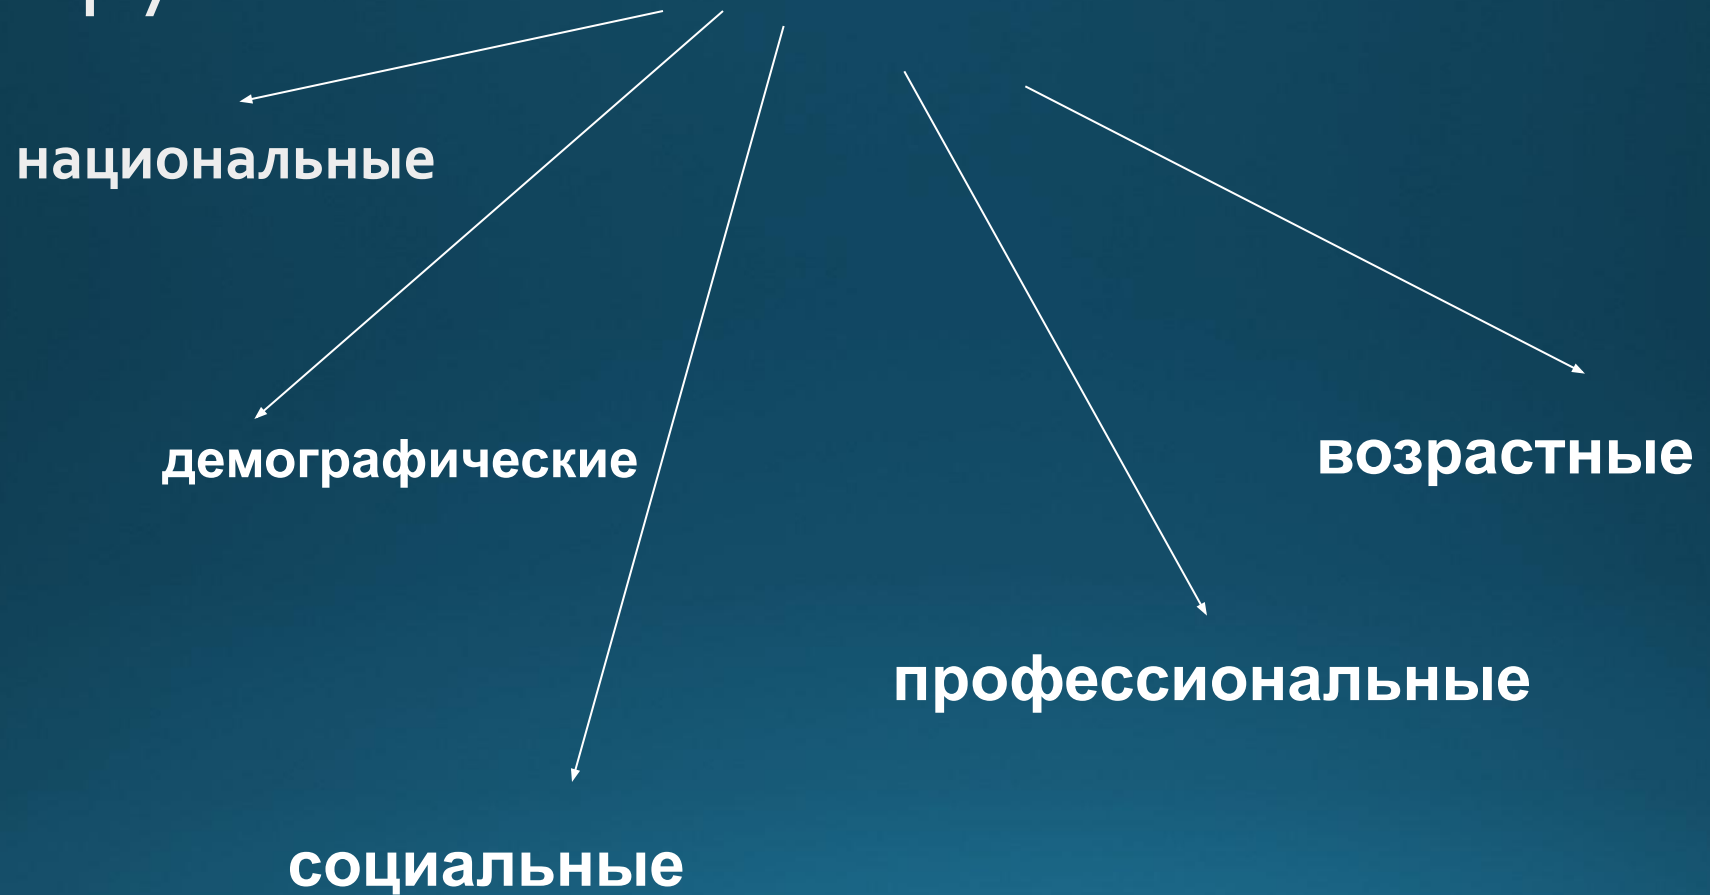 национальные
демографические
возрастные
профессиональные
социальные